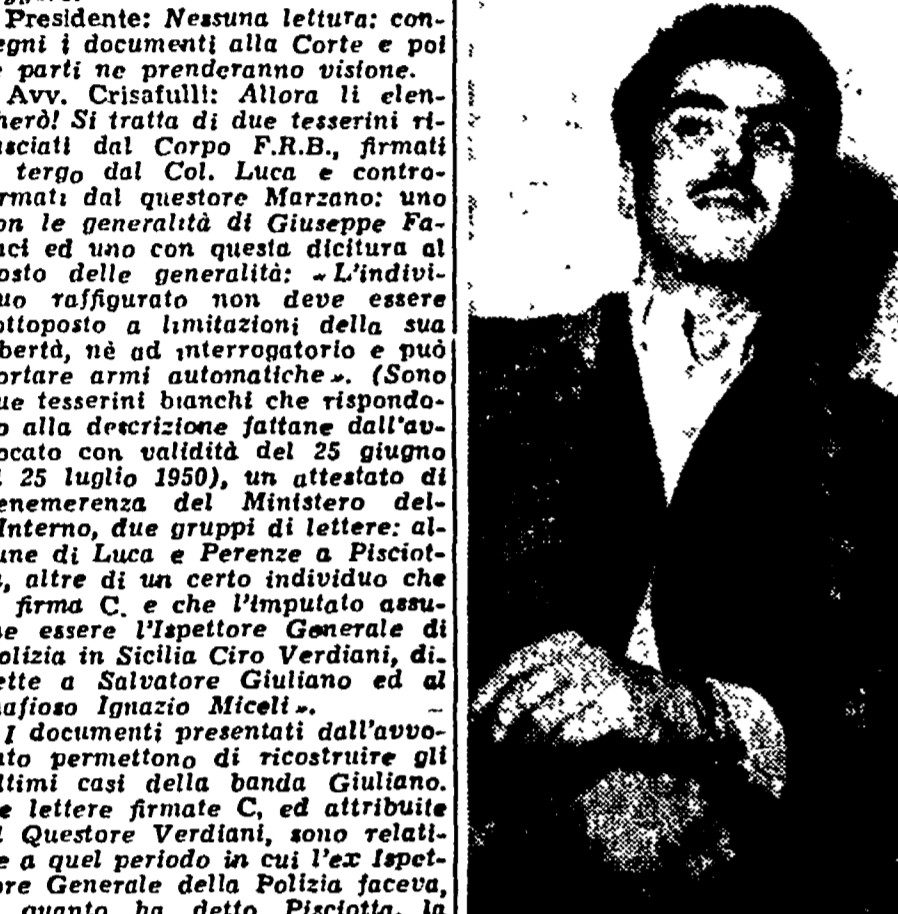 Presidente: Nessuna lettura: con-
egni i documenti alla Corte e poi
e parti ne prenderanno visione.
Avv. Crisafulli: Allora li elen-
herò! Si tratta di due tesserini ri-
asciati dal Corpo F.R.B., firmati
tergo dal Col. Luca e contro-
rmati dal questore Marzano: uno
on le generalità di Giuseppe Fa-
uci ed uno con questa dicitura al
osto delle generalità: «L'indivi-
uo raffigurato non deve essere
ottoposto a limitazioni della sua
bertà, nè ad interrogatorio e può
ortare armi automatiche». (Sono
ue tesserini bianchi che rispondo-
o alla descrizione fattane dall'av-
ocato con validità del 25 giugno
l 25 luglio 1950), un attestato di
enemerenza del Ministero del-
Interno, due gruppi di lettere: al-
une di Luca e Perenze a Pisciot-
a, altre di un certo individuo che
firma C. e che l'imputato assu-
e essere l'Ispettore Generale di
olizia in Sicilia Ciro Verdiani, di-
ette a Salvatore Giuliano ed al
afioso Ignazio Miceli».
I documenti presentati dall'avvo-
ato permettono di ricostruire gli
ltimi casi della banda Giuliano.
e lettere firmate C, ed attribuite
l Questore Verdiani, sono relati-
e a quel periodo in cui l'ex Ispet-
ore Generale della Polizia faceva,
quanto ha detto Pisciotta, la